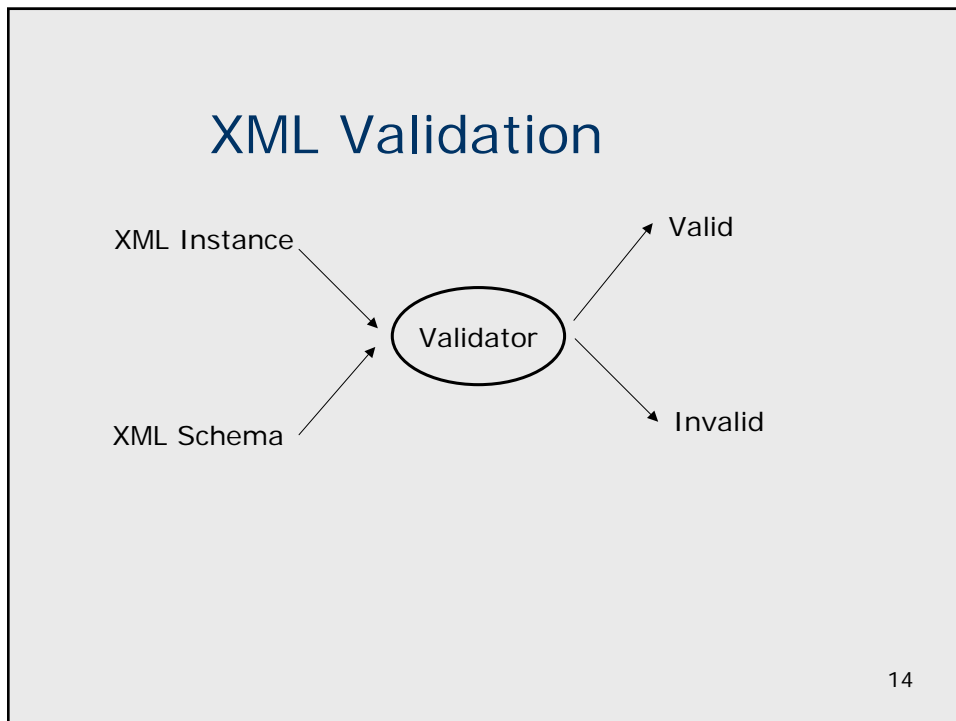 XML Validation
XML Instance
Valid
Validator
XML Schema
Invalid
14